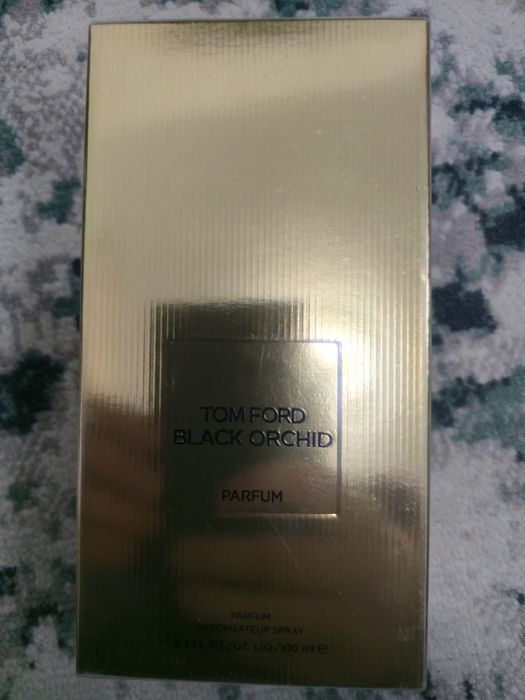 TOM FORD
BLACK ORCHID
PARFUM
PARFUM
VAPORISATEUR SPRAY
3.4 FL.OZ./OZ. LIQ./100 ml ℮